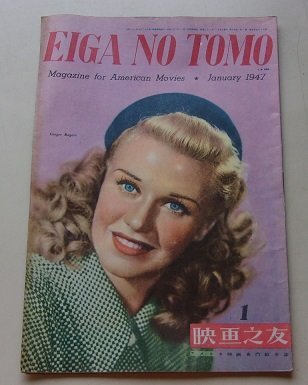 EIGA NO TOMO
Magazine for American Movies ★ January 1947
Ginger Rogers
1
映画之友